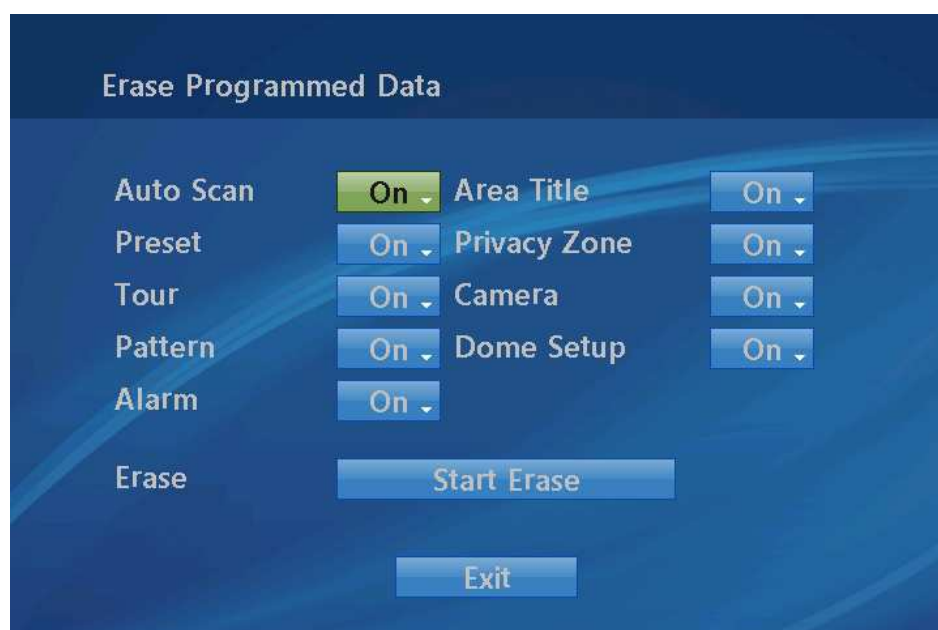 Erase Programmed Data
Auto Scan On Area Title On
Preset On Privacy Zone On
Tour On Camera On
Pattern On Dome Setup On
Alarm On
Erase Start Erase
Exit